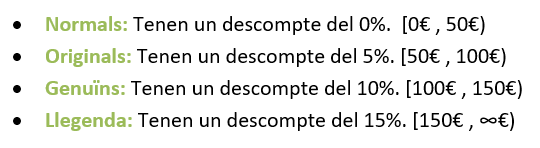 • Normals: Tenen un descompte del 0%. [0€ , 50€)
• Originals: Tenen un descompte del 5%. [50€ , 100€)
• Genuïns: Tenen un descompte del 10%. [100€ , 150€)
• Llegenda: Tenen un descompte del 15%. [150€ , ∞€)